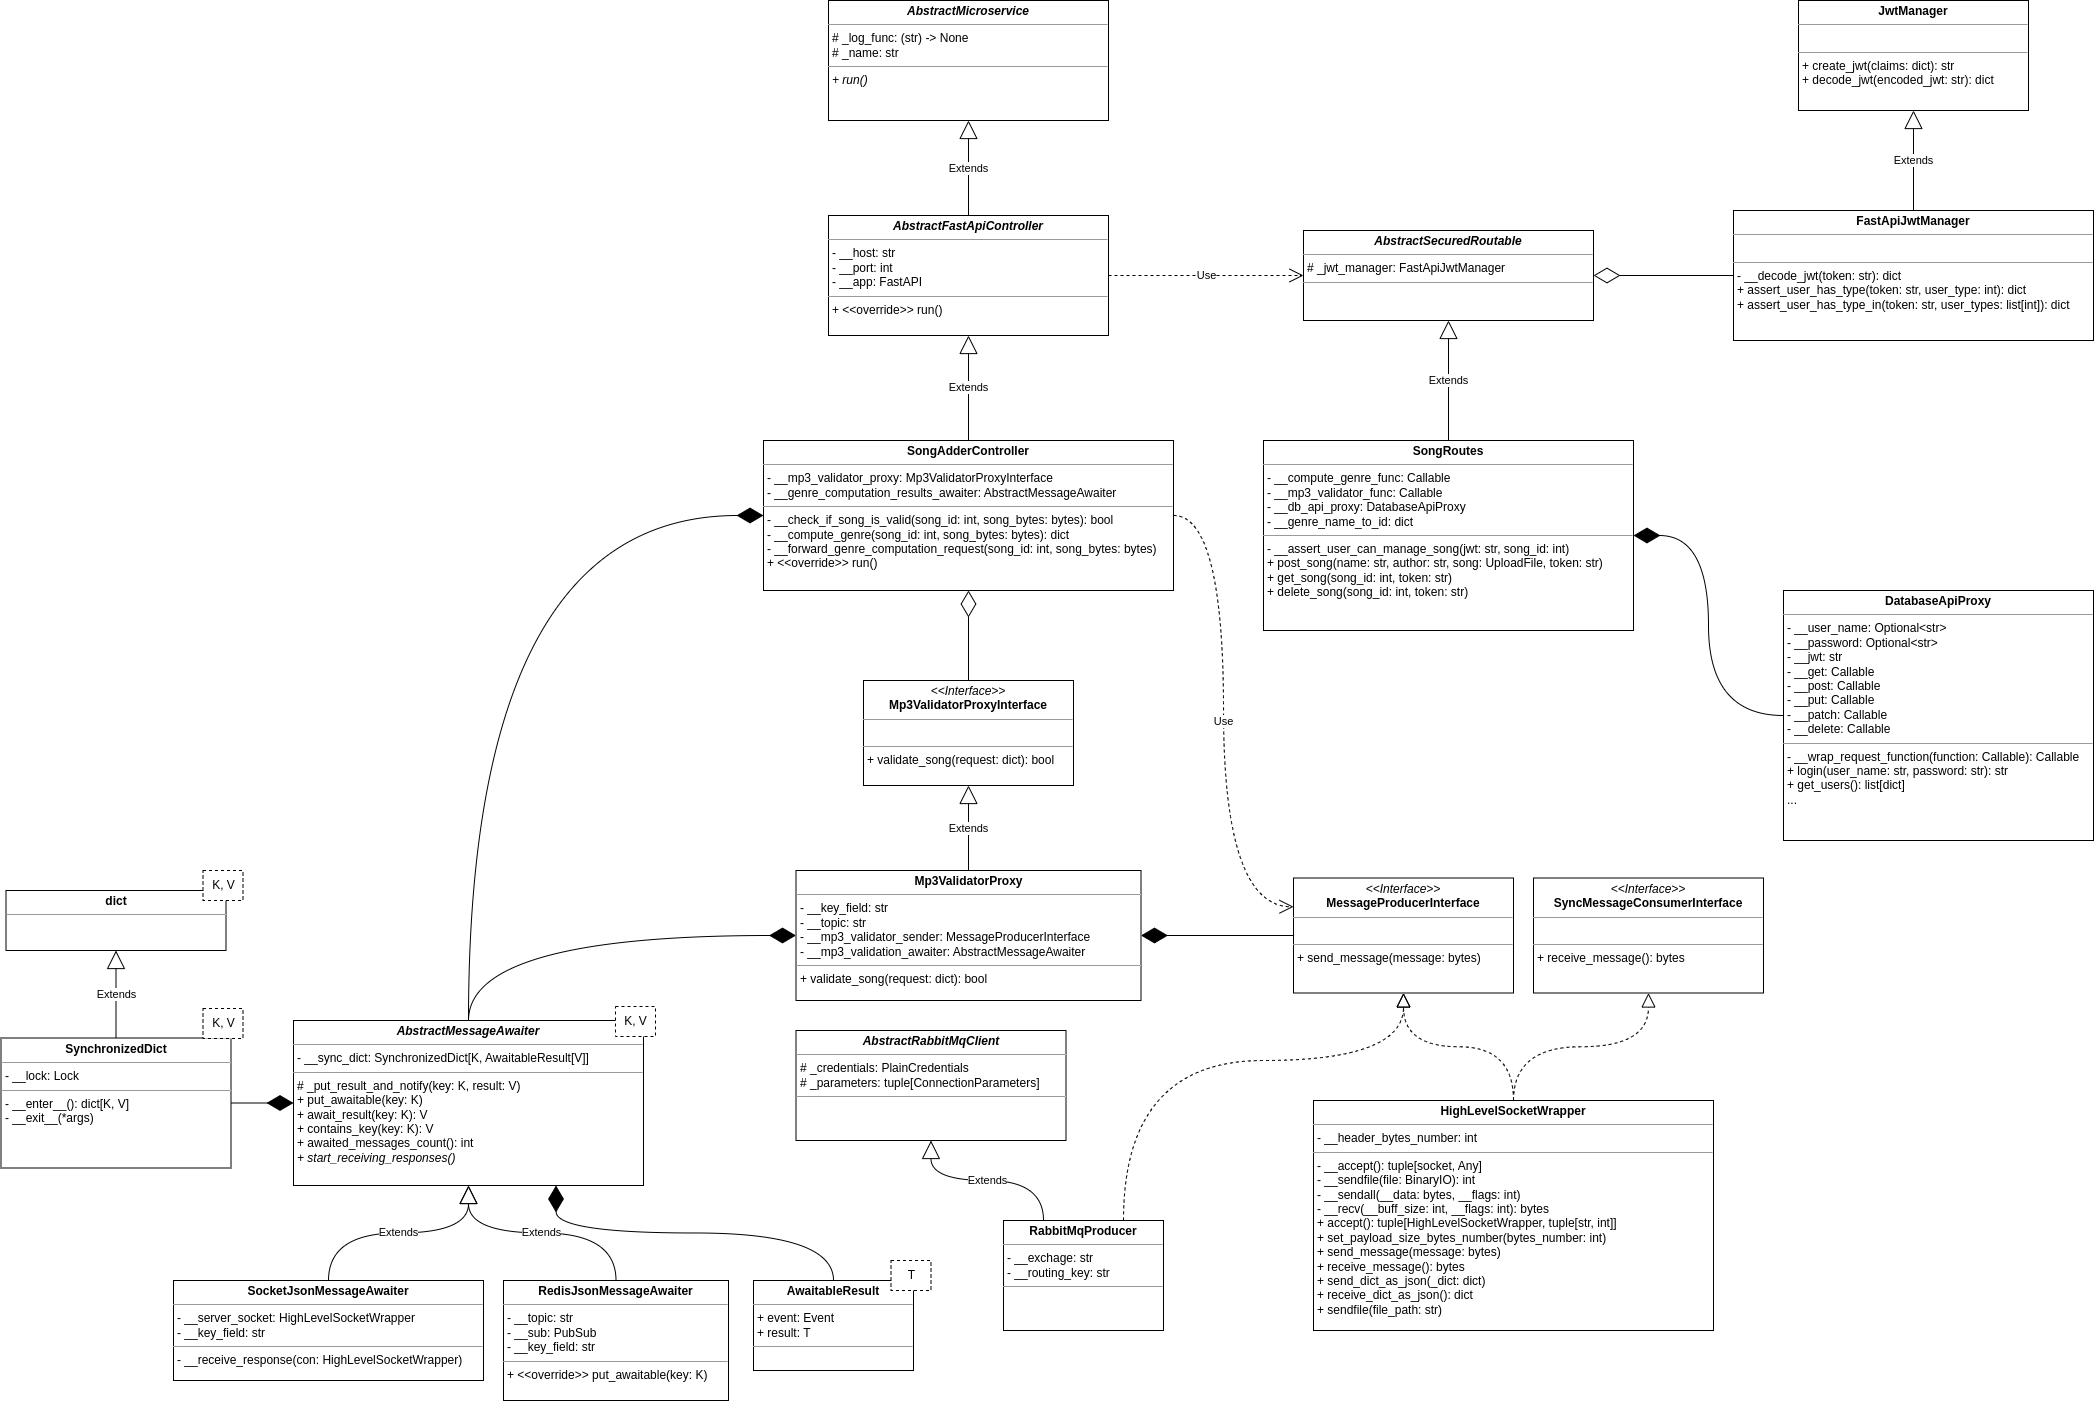 AbstractMicroservice
# _log_func: (str) -> None
# _name: str
+ run()
JwtManager
+ create_jwt(claims: dict): str
+ decode_jwt(encoded_jwt: str): dict
Extends
Extends
AbstractFastApiController
- __host: str
- __port: int
- __app: FastAPI
+ <<override>> run()
Use
AbstractSecuredRoutable
# _jwt_manager: FastApiJwtManager
FastApiJwtManager
- __decode_jwt(token: str): dict
+ assert_user_has_type(token: str, user_type: int): dict
+ assert_user_has_type_in(token: str, user_types: list[int]): dict
Extends
Extends
SongAdderController
- __mp3_validator_proxy: Mp3ValidatorProxyInterface
- __genre_computation_results_awaiter: AbstractMessageAwaiter
- __check_if_song_is_valid(song_id: int, song_bytes: bytes): bool
- __compute_genre(song_id: int, song_bytes: bytes): dict
- __forward_genre_computation_request(song_id: int, song_bytes: bytes)
+ <<override>> run()
SongRoutes
- __compute_genre_func: Callable
- __mp3_validator_func: Callable
- __db_api_proxy: DatabaseApiProxy
- __genre_name_to_id: dict
- __assert_user_can_manage_song(jwt: str, song_id: int)
+ post_song(name: str, author: str, song: UploadFile, token: str)
+ get_song(song_id: int, token: str)
+ delete_song(song_id: int, token: str)
DatabaseApiProxy
- __user_name: Optional<str>
- __password: Optional<str>
- __jwt: str
- __get: Callable
- __post: Callable
- __put: Callable
- __patch: Callable
- __delete: Callable
- __wrap_request_function(function: Callable): Callable
+ login(user_name: str, password: str): str
+ get_users(): list[dict]
...
<<Interface>>
Mp3ValidatorProxyInterface
+ validate_song(request: dict): bool
Use
Extends
K, V
dict
Extends
Mp3ValidatorProxy
- __key_field: str
- __topic: str
- __mp3_validator_sender: MessageProducerInterface
- __mp3_validation_awaiter: AbstractMessageAwaiter
+ validate_song(request: dict): bool
<<Interface>>
MessageProducerInterface
+ send_message(message: bytes)
<<Interface>>
SyncMessageConsumerInterface
+ receive_message(): bytes
K, V
SynchronizedDict
- __lock: Lock
- __enter__(): dict[K, V]
- __exit__(*args)
K, V
AbstractMessageAwaiter
- __sync_dict: SynchronizedDict[K, AwaitableResult[V]]
# _put_result_and_notify(key: K, result: V)
+ put_awaitable(key: K)
+ await_result(key: K): V
+ contains_key(key: K): V
+ awaited_messages_count(): int
+ start_receiving_responses()
AbstractRabbitMqClient
# _credentials: PlainCredentials
# _parameters: tuple[ConnectionParameters]
Extends
HighLevelSocketWrapper
- __header_bytes_number: int
- __accept(): tuple[socket, Any]
- __sendfile(file: BinaryIO): int
- __sendall(__data: bytes, __flags: int)
- __recv(__buff_size: int, __flags: int): bytes
+ accept(): tuple[HighLevelSocketWrapper, tuple[str, int]]
+ set_payload_size_bytes_number(bytes_number: int)
+ send_message(message: bytes)
+ receive_message(): bytes
+ send_dict_as_json(_dict: dict)
+ receive_dict_as_json(): dict
+ sendfile(file_path: str)
Extends
Extends
SocketJsonMessageAwaiter
- __server_socket: HighLevelSocketWrapper
- __key_field: str
- __receive_response(con: HighLevelSocketWrapper)
RedisJsonMessageAwaiter
- __topic: str
- __sub: PubSub
- __key_field: str
+ <<override>> put_awaitable(key: K)
T
AwaitableResult
+ event: Event
+ result: T
RabbitMqProducer
- __exchage: str
- __routing_key: str